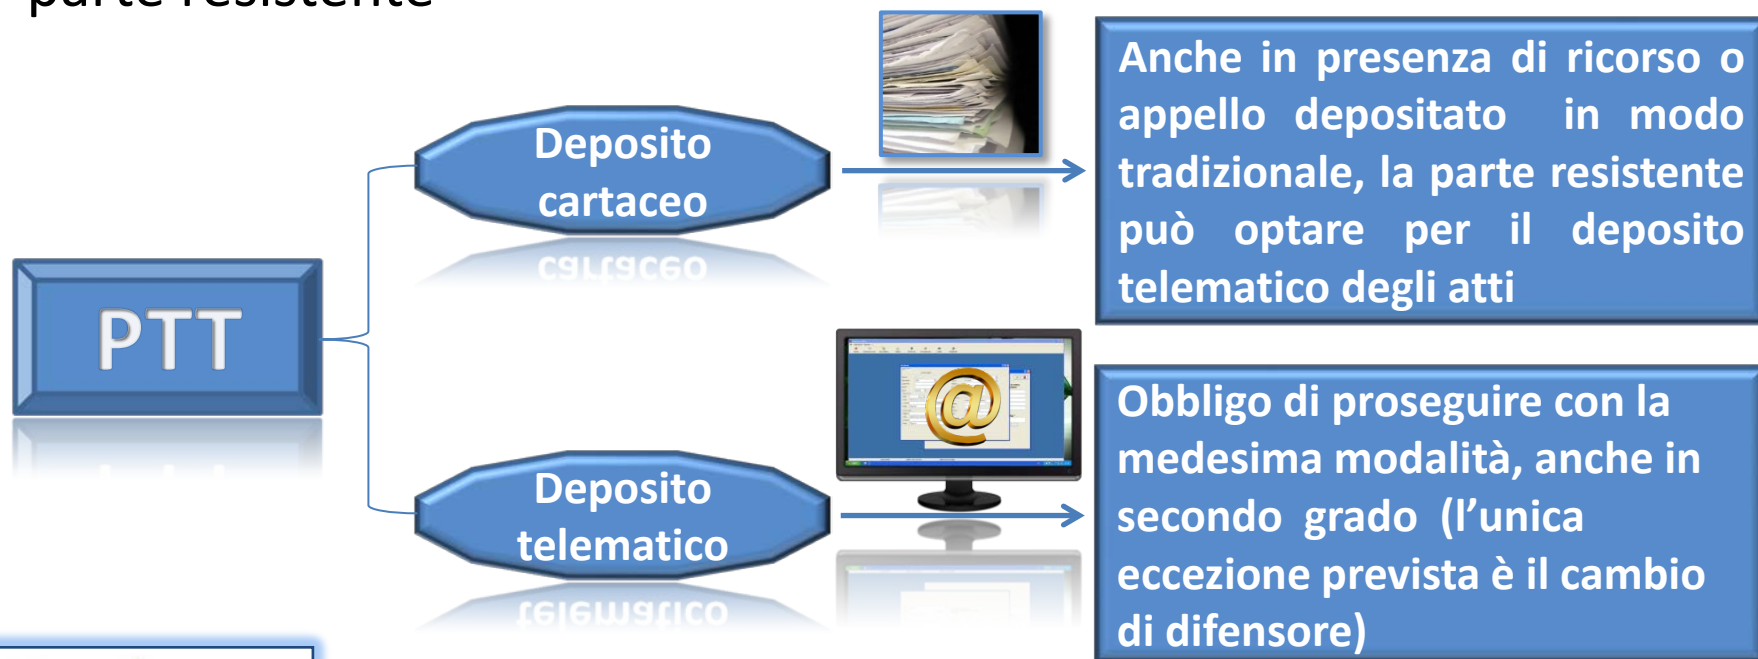 parte resistente
Deposito
cartaceo
Anche in presenza di ricorso o
appello depositato in modo
tradizionale, la parte resistente
può optare per il deposito
telematico degli atti
PTT
Deposito
telematico
@
Obbligo di proseguire con la
medesima modalità, anche in
secondo grado (l’unica
eccezione prevista è il cambio
di difensore)